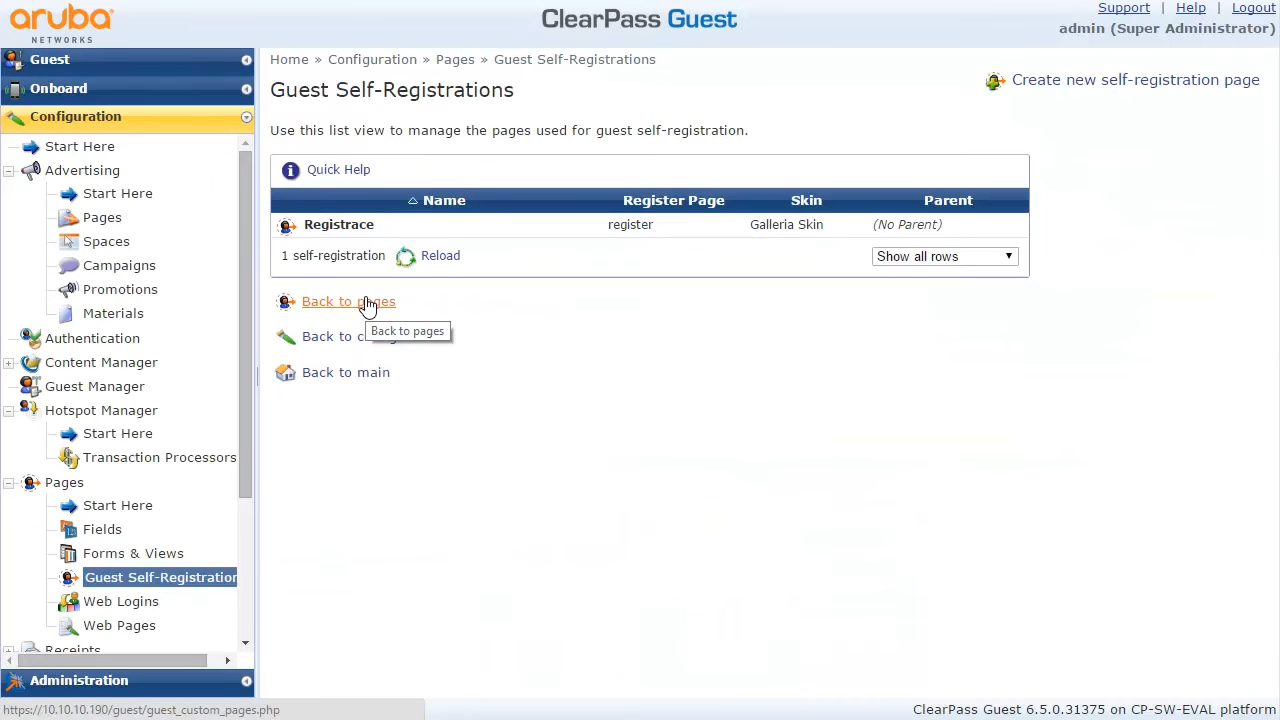 aruba
NETWORKS
ClearPass Guest
Support | Help | Logout
admin (Super Administrator)
Guest
Onboard
Configuration
Start Here
Advertising
Start Here
Pages
Spaces
Campaigns
Promotions
Materials
Authentication
Content Manager
Guest Manager
Hotspot Manager
Start Here
Transaction Processors
Pages
Start Here
Fields
Forms & Views
Guest Self-Registration
Web Logins
Web Pages
Receipts
Administration
Home » Configuration » Pages » Guest Self-Registrations
Guest Self-Registrations
Create new self-registration page
Use this list view to manage the pages used for guest self-registration.
Quick Help
Name Register Page Skin Parent
Registrace register Galleria Skin (No Parent)
1 self-registration Reload Show all rows
Back to pages
Back to pages
Back to
Back to main
https://10.10.10.190/guest/guest_custom_pages.php
ClearPass Guest 6.5.0.31375 on CP-SW-EVAL platform